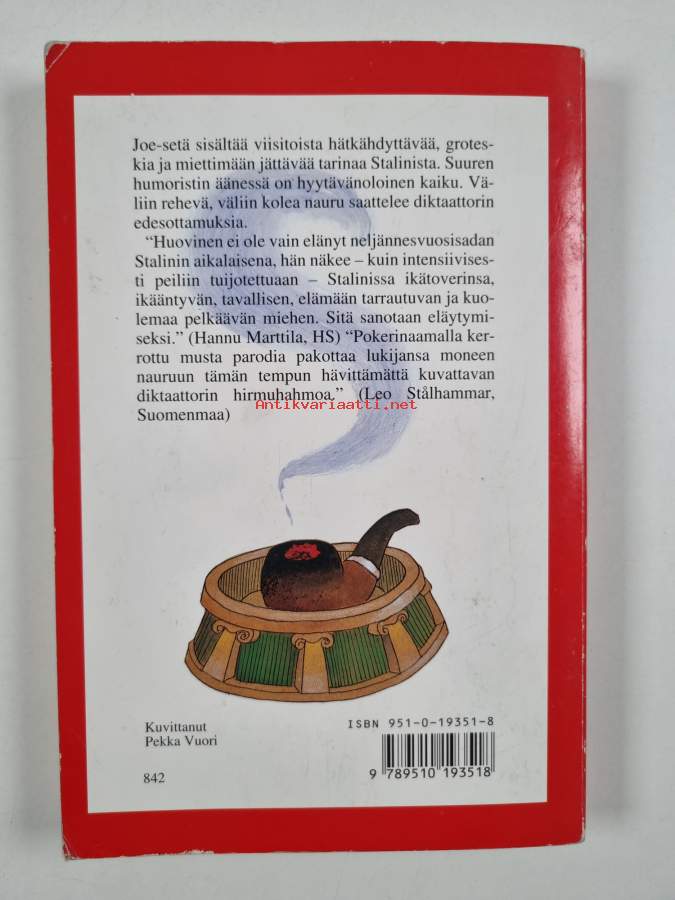 Joe-setä sisältää viisitoista hätkähdyttävää, grotes-
kia ja miettimään jättävää tarinaa Stalinista. Suuren
humoristin äänessä on hyytävänoloinen kaiku. Vä-
liin rehevä, väliin kolea nauru saattelee diktaattorin
edesottamuksia.
“Huovinen ei ole vain elänyt neljännesvuosisadan
Stalinin aikalaisena, hän näkee – kuin intensiivises-
ti peiliin tuijotettuaan – Stalinissa ikätoverinsa,
ikääntyvän, tavallisen, elämään tarrautuvan ja kuo-
lemaa pelkäävän miehen. Sitä sanotaan eläytymi-
seksi.” (Hannu Marttila, HS) “Pokerinaamalla ker-
rottu musta parodia pakottaa lukijansa moneen
nauruun tämän tempun hävittämättä kuvattavan
diktaattorin hirmuhahmoa.” (Leo Stålhammar,
Antikvariaatti.net
Suomenmaa)
Kuvittanut
Pekka Vuori
842
ISBN 951-0-19351-8
9 789510 193518